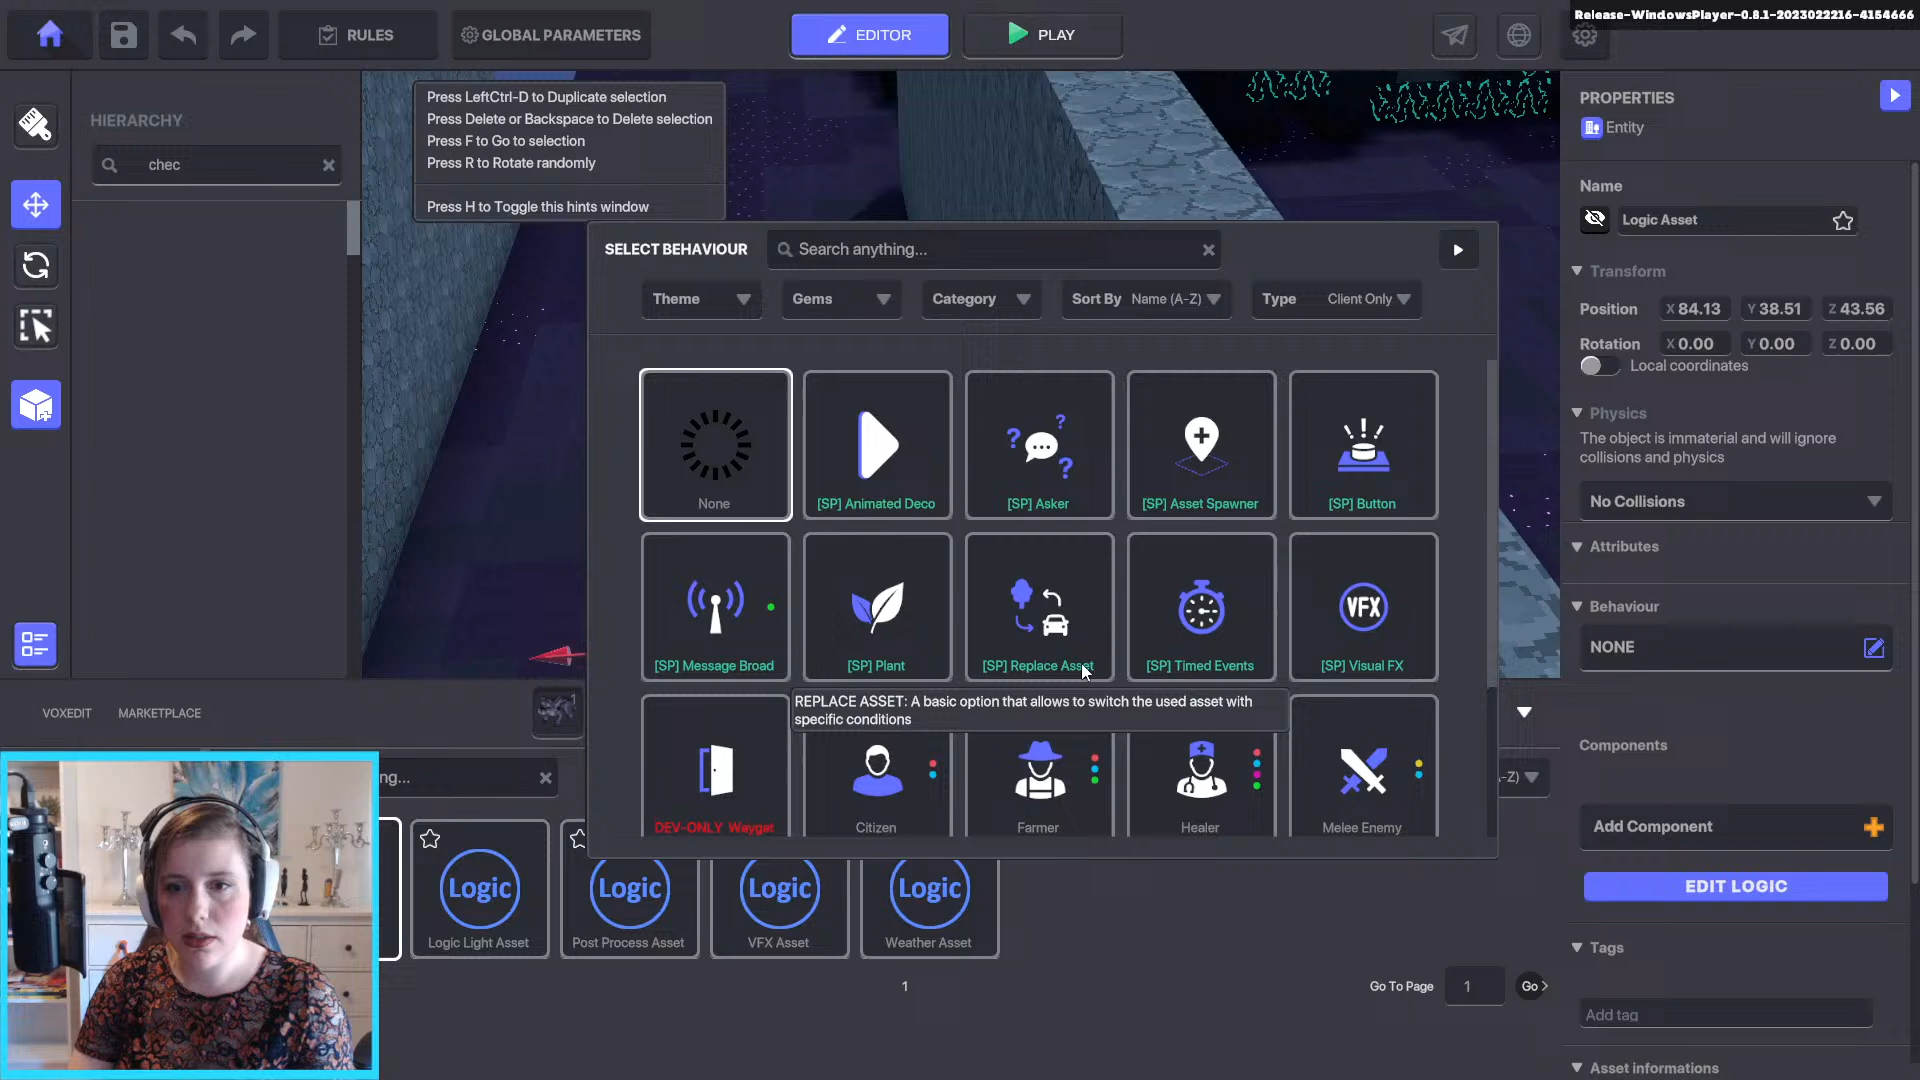 Release-WindowsPlayer-0.8.1-2023022216-4154666
RULES
GLOBAL PARAMETERS
EDITOR
PLAY
HIERARCHY
chec
Press LeftCtrl-D to Duplicate selection
Press Delete or Backspace to Delete selection
Press F to Go to selection
Press R to Rotate randomly
Press H to Toggle this hints window
SELECT BEHAVIOUR
Search anything...
Theme
Gems
Category
Sort By Name (A-Z)
Type Client Only
None
[SP] Animated Deco
[SP] Asker
[SP] Asset Spawner
[SP] Button
[SP] Message Broad
[SP] Plant
[SP] Replace Asset
[SP] Timed Events
VFX
[SP] Visual FX
REPLACE ASSET: A basic option that allows to switch the used asset with
specific conditions
DEV-ONLY Waygat
Citizen
Farmer
Healer
Melee Enemy
VOXEDIT
MARKETPLACE
ng...
-Z)
Logic
Logic Light Asset
Logic
Post Process Asset
Logic
VFX Asset
Logic
Weather Asset
1
Go To Page
1
Go >
PROPERTIES
Entity
Name
Logic Asset
Transform
Position
X 84.13
Y 38.51
Z 43.56
Rotation
X 0.00
Y 0.00
Z 0.00
Local coordinates
Physics
The object is immaterial and will ignore
collisions and physics
No Collisions
Attributes
Behaviour
NONE
Components
Add Component
EDIT LOGIC
Tags
Add tag
Asset informations